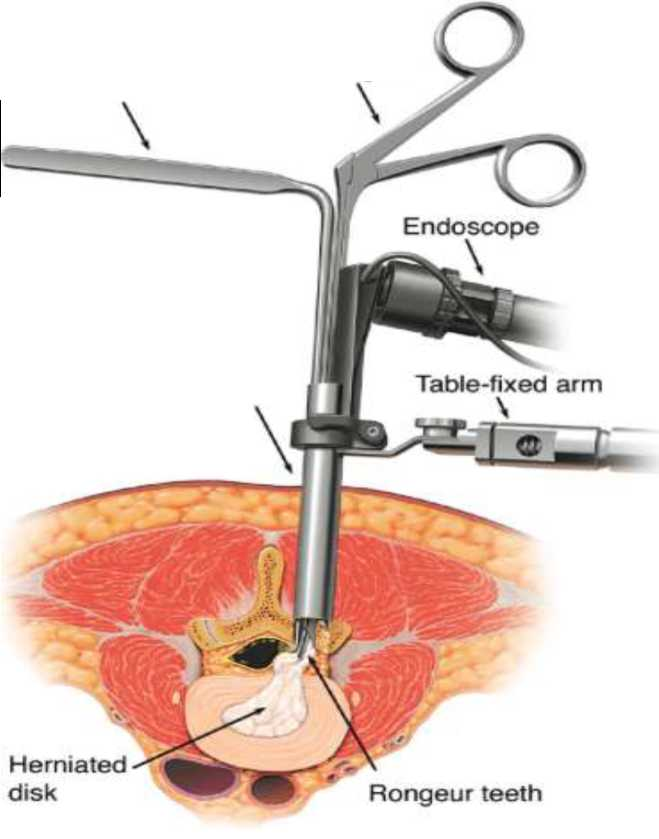 Endoscope
Table-fixed arm
Herniated
disk
Rongeur teeth